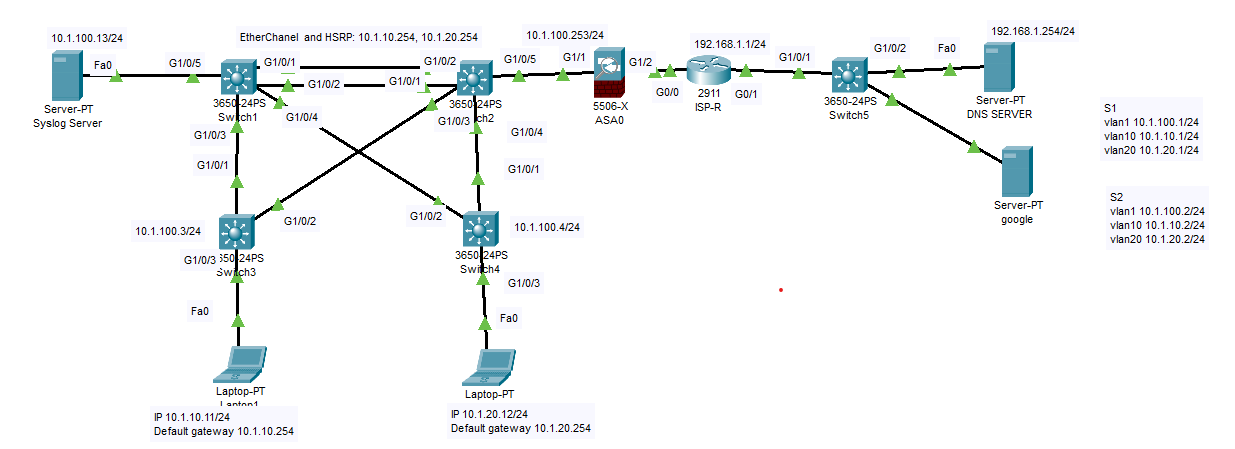 10.1.100.13/24
EtherChanel and HSRP: 10.1.10.254, 10.1.20.254
10.1.100.253/24
192.168.1.1/24
192.168.1.254/24
Fa0
G1/0/5
G1/0/1
G1/0/2
G1/0/2
G1/0/1
G1/0/5
G1/1
G1/2
G0/0
G0/1
G1/0/1
G1/0/2
Fa0
Server-PT
Syslog Server
3650-24PS
Switch1
3650-24PS
G1/0/4
G1/0/3
G1/0/4
5506-X
ASA0
2911
ISP-R
3650-24PS
Switch5
Server-PT
DNS SERVER
Server-PT
google
S1
vlan1 10.1.100.1/24
vlan10 10.1.10.1/24
vlan20 10.1.20.1/24
S2
vlan1 10.1.100.2/24
vlan10 10.1.10.2/24
vlan20 10.1.20.2/24
G1/0/3
G1/0/1
G1/0/1
G1/0/2
G1/0/2
10.1.100.3/24
10.1.100.4/24
G1/0/3
Switch3
3650-24PS
Switch4
G1/0/3
Fa0
Fa0
Laptop-PT
Laptop1
Laptop-PT
IP 10.1.10.11/24
Default gateway 10.1.10.254
IP 10.1.20.12/24
Default gateway 10.1.20.254